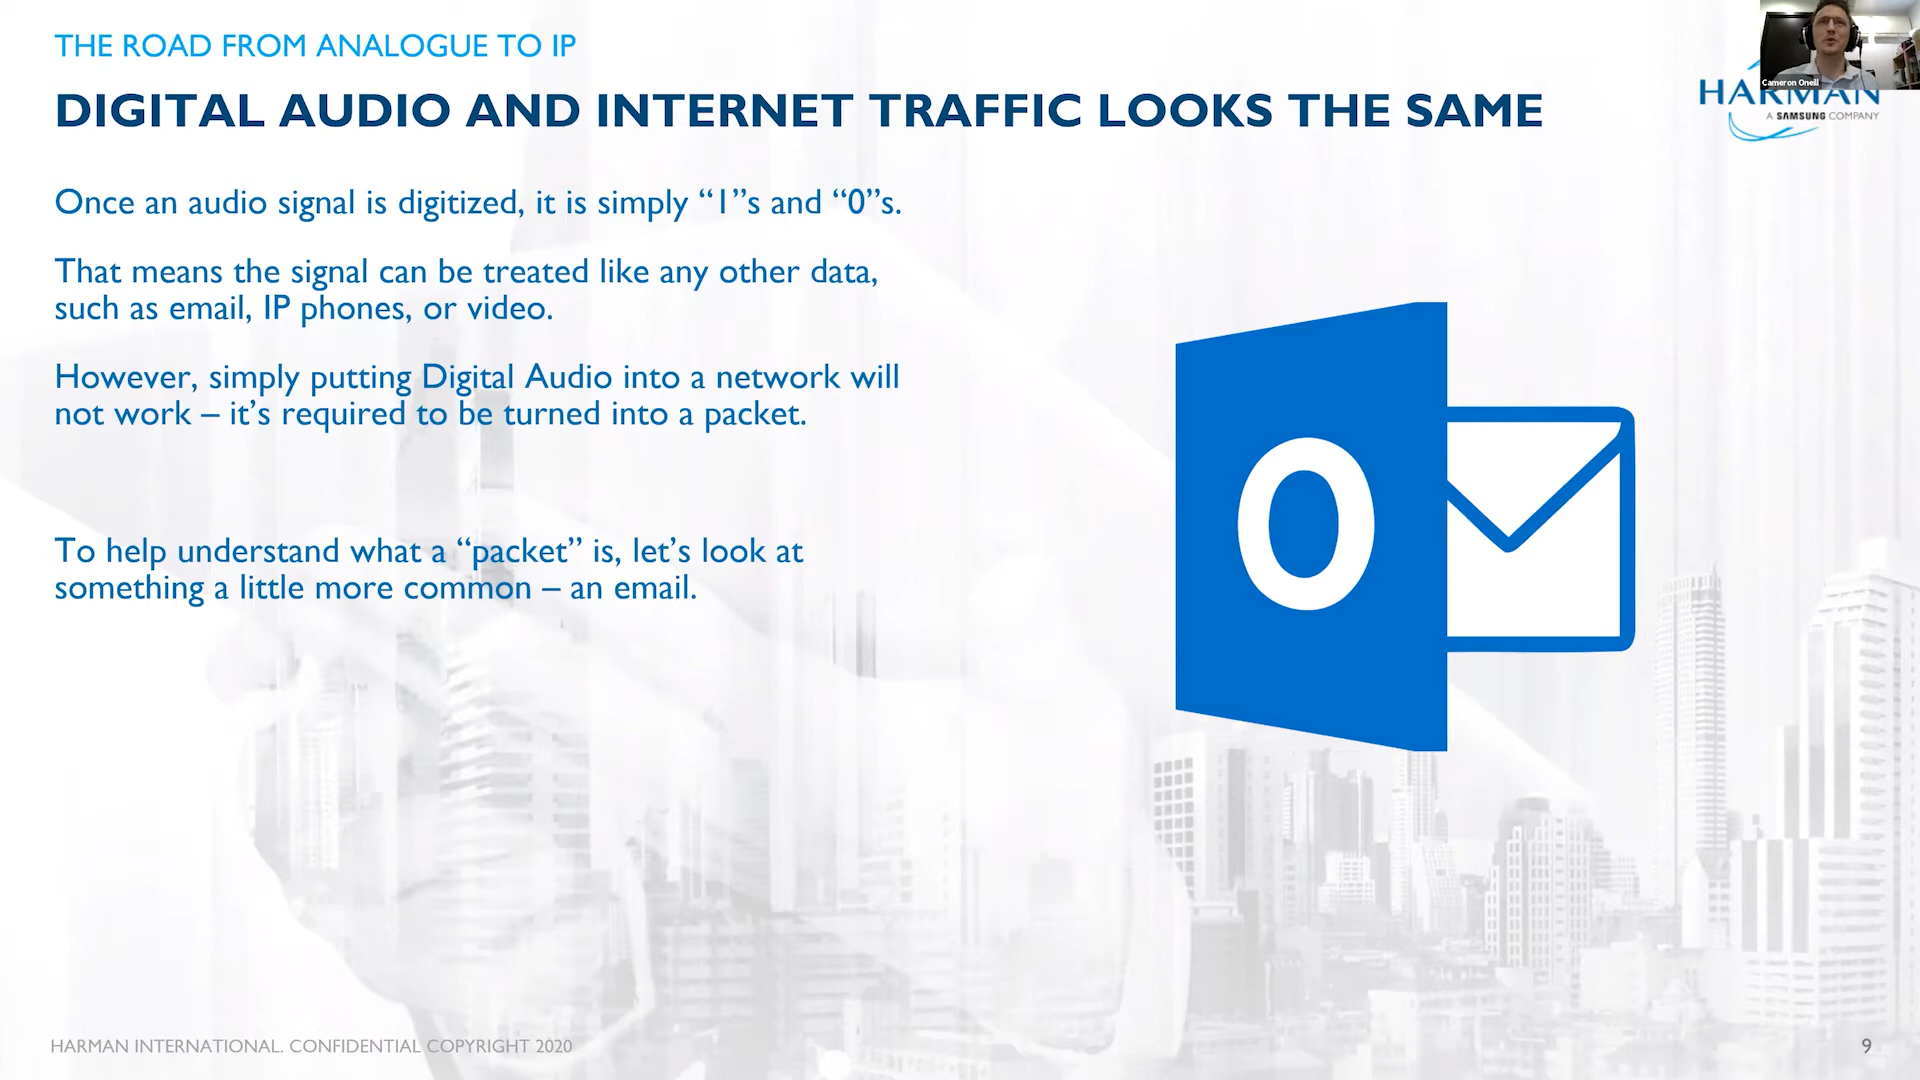 THE ROAD FROM ANALOGUE TO IP
DIGITAL AUDIO AND INTERNET TRAFFIC LOOKS THE SAME
Cameron Oneill
HARMAN
A SAMSUNG COMPANY
Once an audio signal is digitized, it is simply “1”s and “0”s.
That means the signal can be treated like any other data,
such as email, IP phones, or video.
However, simply putting Digital Audio into a network will
not work – it’s required to be turned into a packet.
To help understand what a “packet” is, let’s look at
something a little more common – an email.
O
HARMAN INTERNATIONAL. CONFIDENTIAL COPYRIGHT 2020
9